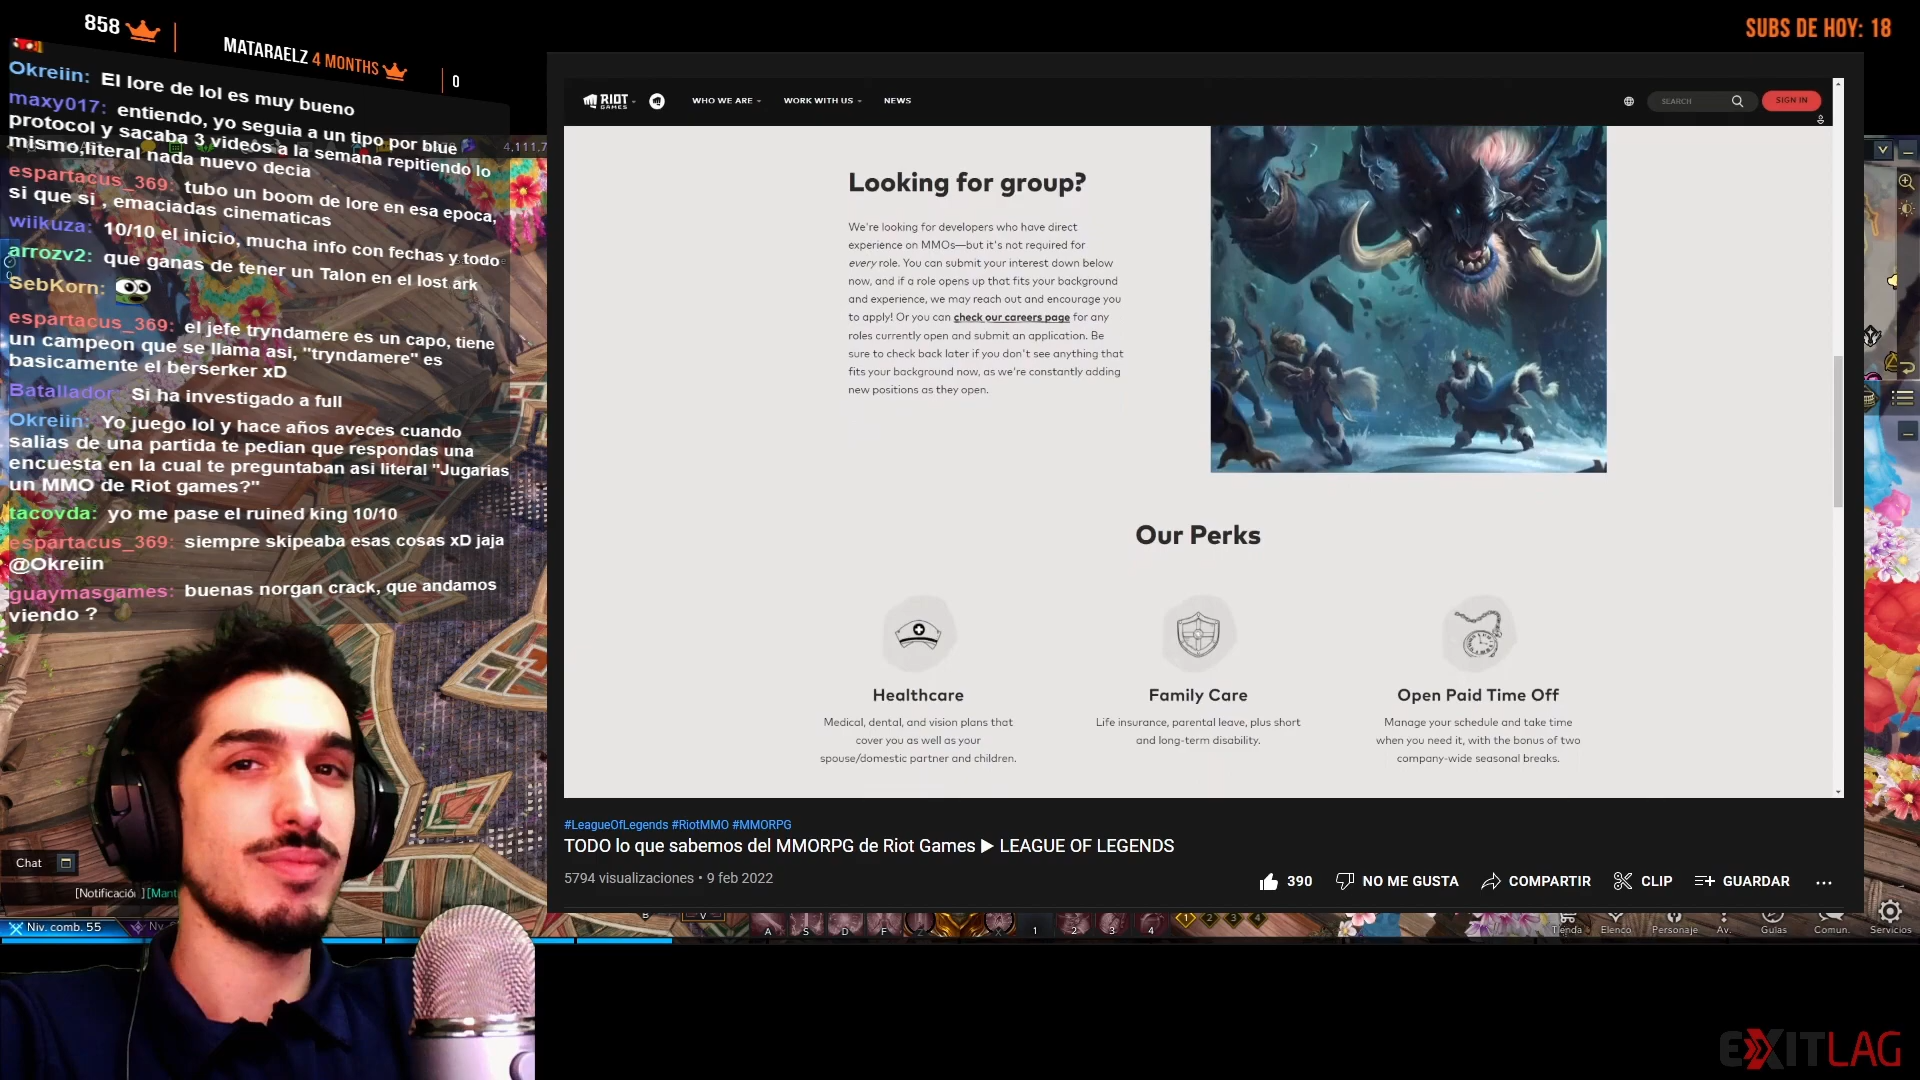 858
MATARAELZ 4 MONTHS
0
SUBS DE HOY: 18
Okreiin: El lore de lol es muy bueno
maxy017: entiendo, yo seguia a un tipo por blue
protocol y sacaba 3 videos a la semana repitiendo lo
mismo,literal nada nuevo decia
espartacus_369: tubo un boom de lore en esa epoca,
si que si , emaciadas cinematicas
wiikuza: 10/10 el inicio, mucha info con fechas y todo
arrozv2: que ganas de tener un Talon en el lost ark
SebKorn:
espartacus_369: el jefe tryndamere es un capo, tiene
un campeon que se llama asi, "tryndamere" es
basicamente el berserker xD
Batallador: Si ha investigado a full
Okreiin: Yo juego lol y hace años aveces cuando
salias de una partida te pedian que respondas una
encuesta en la cual te preguntaban asi literal "Jugarias
un MMO de Riot games?"
tacovda: yo me pase el ruined king 10/10
espartacus_369: siempre skipeaba esas cosas xD jaja
@Okreiin
guaymasgames: buenas norgan crack, que andamos
viendo ?
4.111.7
RIOT GAMES
WHO WE ARE
WORK WITH US
NEWS
SEARCH
SIGN IN
Looking for group?
We're looking for developers who have direct
experience on MMOs—but it's not required for
every role. You can submit your interest down below
now, and if a role opens up that fits your background
and experience, we may reach out and encourage you
to apply! Or you can check our careers page for any
roles currently open and submit an application. Be
sure to check back later if you don't see anything that
fits your background now, as we're constantly adding
new positions as they open.
Our Perks
Healthcare
Medical, dental, and vision plans that
cover you as well as your
spouse/domestic partner and children.
Family Care
Life insurance, parental leave, plus short
and long-term disability.
Open Paid Time Off
Manage your schedule and take time
when you need it, with the bonus of two
company-wide seasonal breaks.
#LeagueOfLegends #RiotMMO #MMORPG
TODO lo que sabemos del MMORPG de Riot Games ▶ LEAGUE OF LEGENDS
5794 visualizaciones • 9 feb 2022
390
NO ME GUSTA
COMPARTIR
CLIP
GUARDAR
...
Chat
[Notificació ] [Mant
Niv. comb. 55
Nv.
B
V
A S D F Z X 1 2 3 4
1 2 3 4
Tienda
Elenco
Personaje
Av.
Guías
Comun.
Servicios
EXITLAG